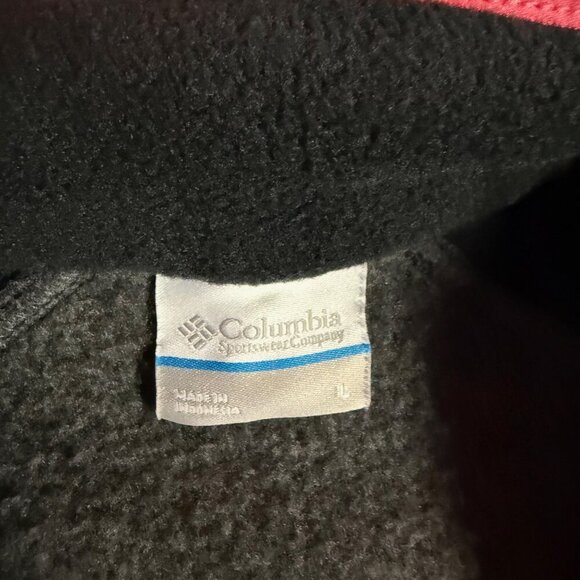 Columbia
Sportswear Company
MADE IN
INDONESIA
L